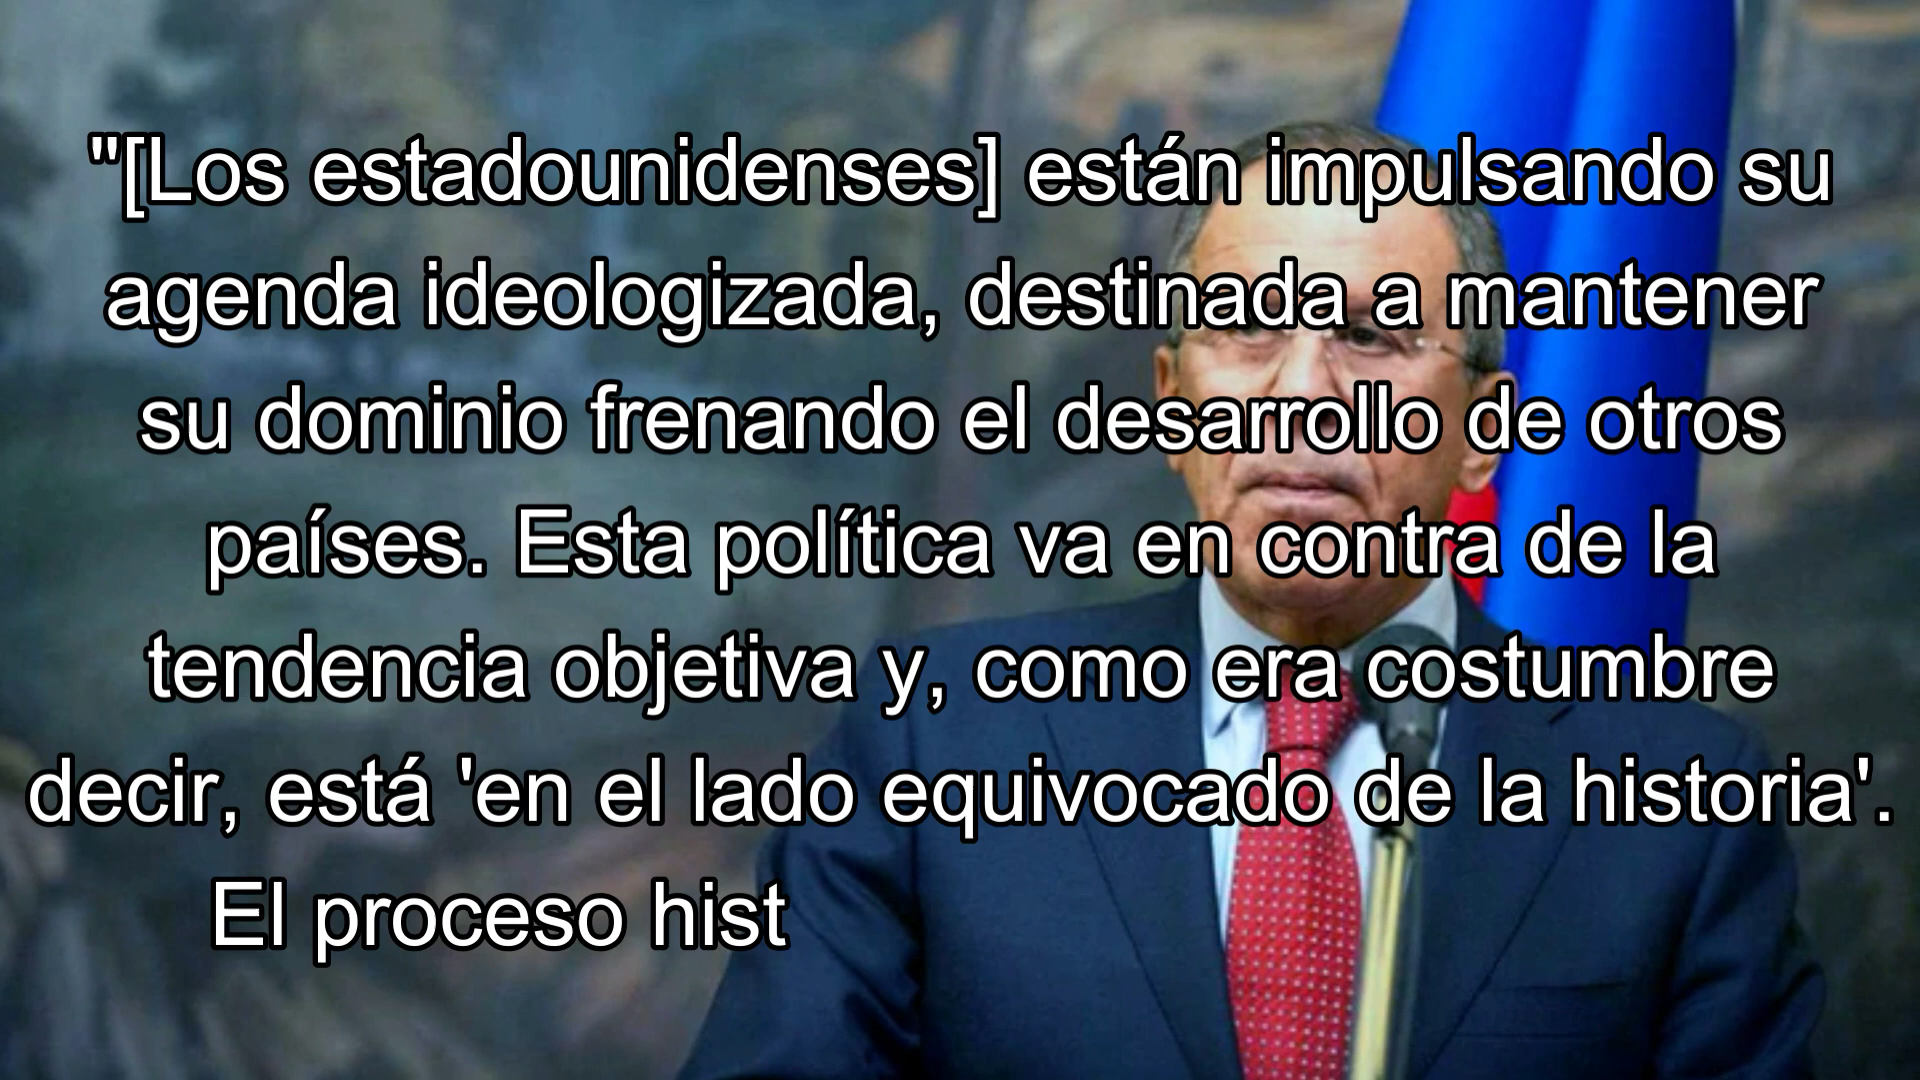 "[Los estadounidenses] están impulsando su
agenda ideologizada, destinada a mantener
su dominio frenando el desarrollo de otros
países. Esta política va en contra de la
tendencia objetiva y, como era costumbre
decir, está 'en el lado equivocado de la historia'.
El proceso hist